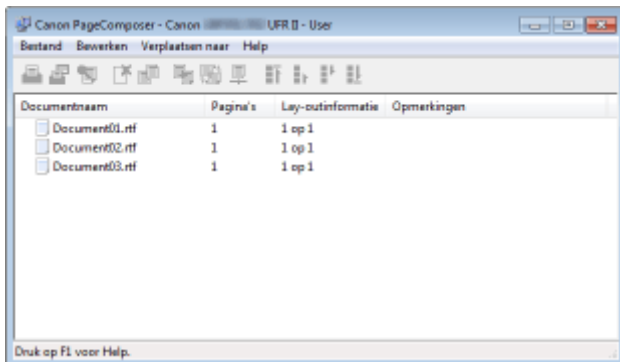 Canon PageComposer - Canon UFR II - User
Bestand Bewerken Verplaatsen naar Help
Documentnaam Pagina's Lay-outinformatie Opmerkingen
Document01.rtf 1 1 op 1
Document02.rtf 1 1 op 1
Document03.rtf 1 1 op 1
Druk op F1 voor Help.